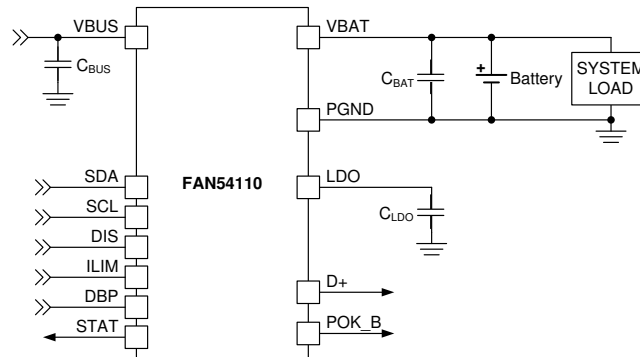 VBUS
VBAT
C_BUS
C_BAT
+
Battery
SYSTEM
LOAD
PGND
SDA
FAN54110
LDO
SCL
C_LDO
DIS
ILIM
D+
DBP
STAT
POK_B